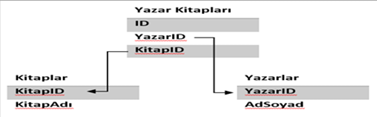 Yazar Kitapları
ID
YazarID
KitapID
Kitaplar
KitapID
KitapAdı
Yazarlar
YazarID
AdSoyad